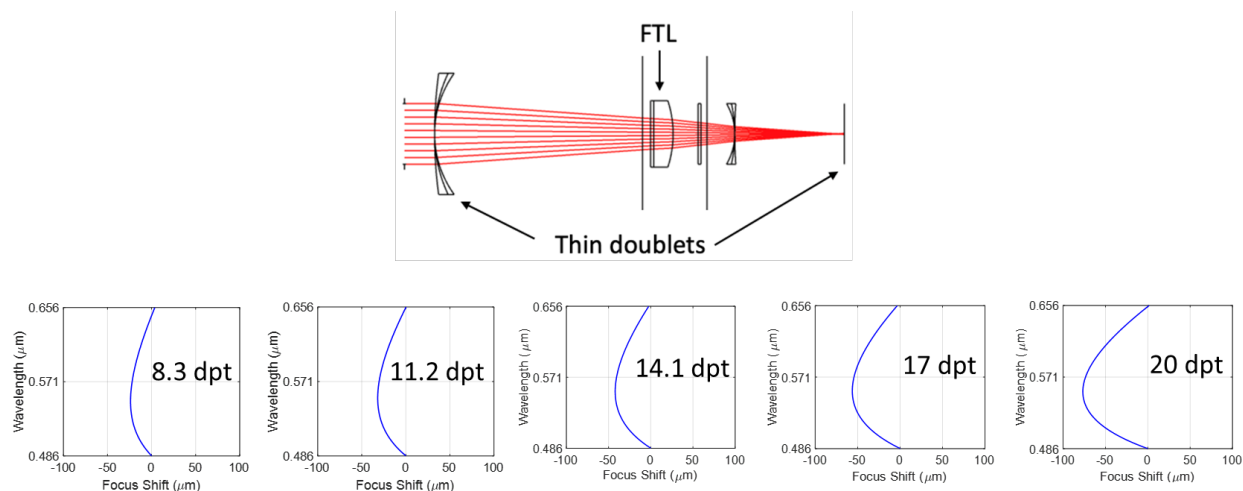 FTL
Thin doublets
0.656
0.571
0.486
-100 -50 0 50 100
Wavelength (μm)
Focus Shift (μm)
8.3 dpt
0.656
0.571
0.486
-100 -50 0 50 100
Wavelength (μm)
Focus Shift (μm)
11.2 dpt
0.656
0.571
0.486
-100 -50 0 50 100
Wavelength (μm)
Focus Shift (μm)
14.1 dpt
0.656
0.571
0.486
-100 -50 0 50 100
Wavelength (μm)
Focus Shift (μm)
17 dpt
0.656
0.571
0.486
-100 -50 0 50 100
Wavelength (μm)
Focus Shift (μm)
20 dpt